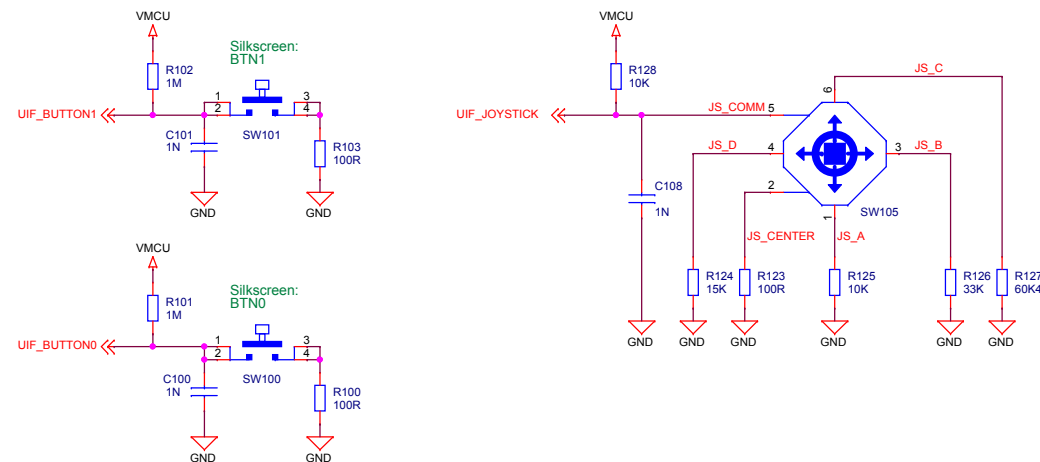 VMCU
R102
1M
Silkscreen:
BTN1
UIF_BUTTON1
1
2
3
4
C101
1N
SW101
R103
100R
GND
GND
VMCU
R101
1M
Silkscreen:
BTN0
UIF_BUTTON0
1
2
3
4
C100
1N
SW100
R100
100R
GND
GND
VMCU
R128
10K
JS_C
6
UIF_JOYSTICK
JS_COMM
5
JS_D
4
3
JS_B
2
C108
1N
SW105
1
JS_CENTER
JS_A
R124
15K
R123
100R
R125
10K
R126
33K
R127
60K4
GND
GND
GND
GND
GND
GND